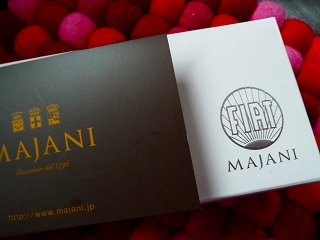 MAJANI
Cioccolato dal 1796
http://www.majani.jp
FIAT
MAJANI